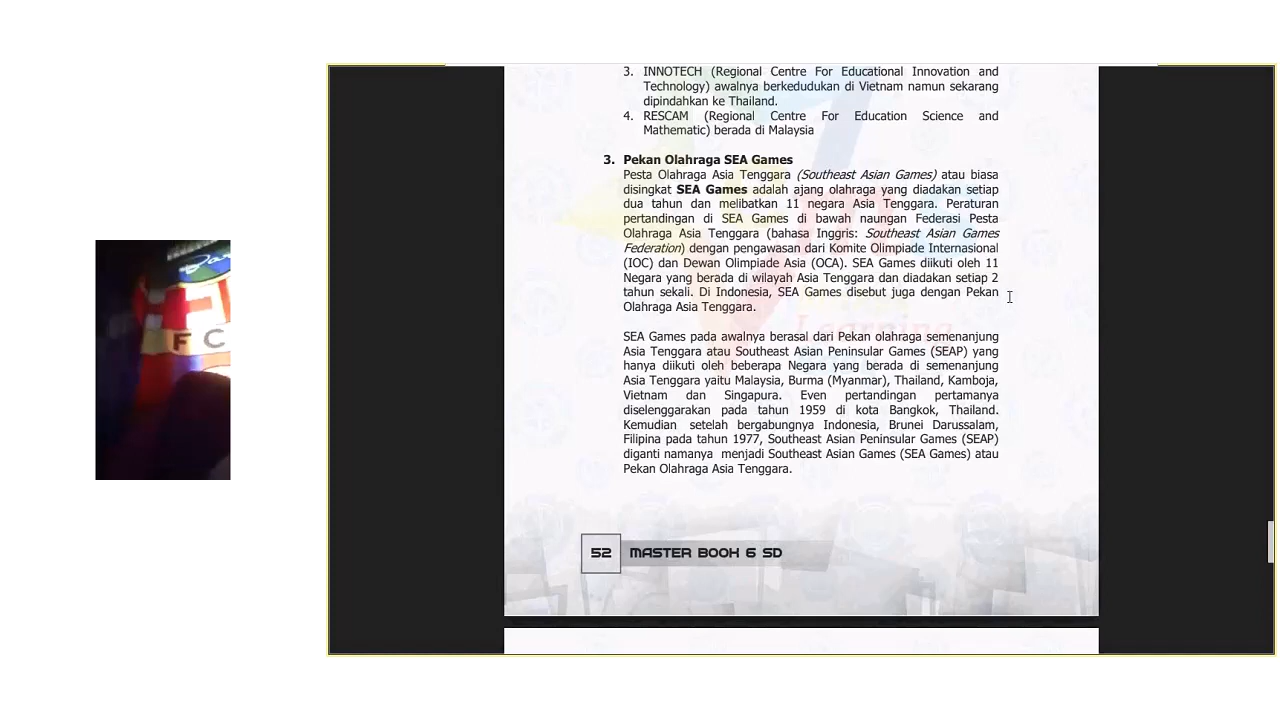 3. INNOTECH (Regional Centre For Educational Innovation and
Technology) awalnya berkedudukan di Vietnam namun sekarang
dipindahkan ke Thailand.
4. RESCAM (Regional Centre For Education Science and
Mathematic) berada di Malaysia
3. Pekan Olahraga SEA Games
Pesta Olahraga Asia Tenggara (Southeast Asian Games) atau biasa
disingkat SEA Games adalah ajang olahraga yang diadakan setiap
dua tahun dan melibatkan 11 negara Asia Tenggara. Peraturan
pertandingan di SEA Games di bawah naungan Federasi Pesta
Olahraga Asia Tenggara (bahasa Inggris: Southeast Asian Games
Federation) dengan pengawasan dari Komite Olimpiade Internasional
(IOC) dan Dewan Olimpiade Asia (OCA). SEA Games diikuti oleh 11
Negara yang berada di wilayah Asia Tenggara dan diadakan setiap 2
tahun sekali. Di Indonesia, SEA Games disebut juga dengan Pekan
Olahraga Asia Tenggara.
Learning
SEA Games pada awalnya berasal dari Pekan olahraga semenanjung
Asia Tenggara atau Southeast Asian Peninsular Games (SEAP) yang
hanya diikuti oleh beberapa Negara yang berada di semenanjung
Asia Tenggara yaitu Malaysia, Burma (Myanmar), Thailand, Kamboja,
Vietnam dan Singapura. Even pertandingan pertamanya
diselenggarakan pada tahun 1959 di kota Bangkok, Thailand.
Kemudian setelah bergabungnya Indonesia, Brunei Darussalam,
Filipina pada tahun 1977, Southeast Asian Peninsular Games (SEAP)
diganti namanya menjadi Southeast Asian Games (SEA Games) atau
Pekan Olahraga Asia Tenggara.
52 MASTER BOOK 6 SD
F C